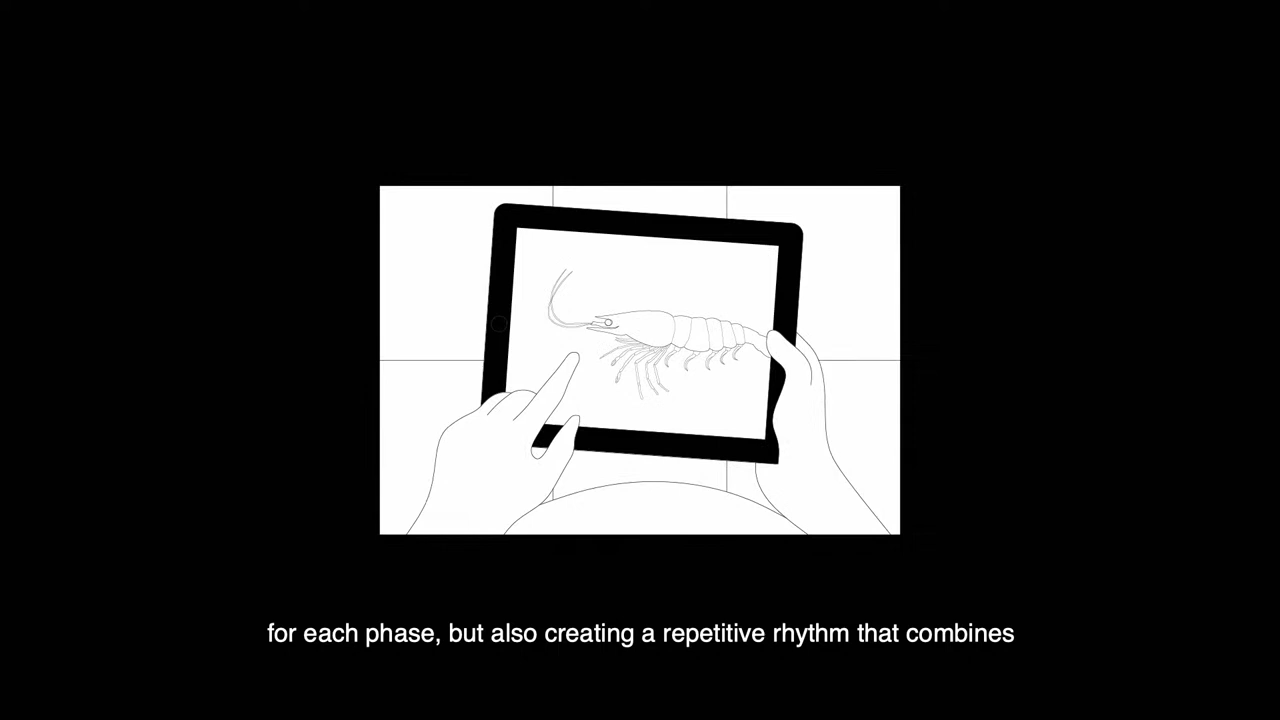 for each phase, but also creating a repetitive rhythm that combines